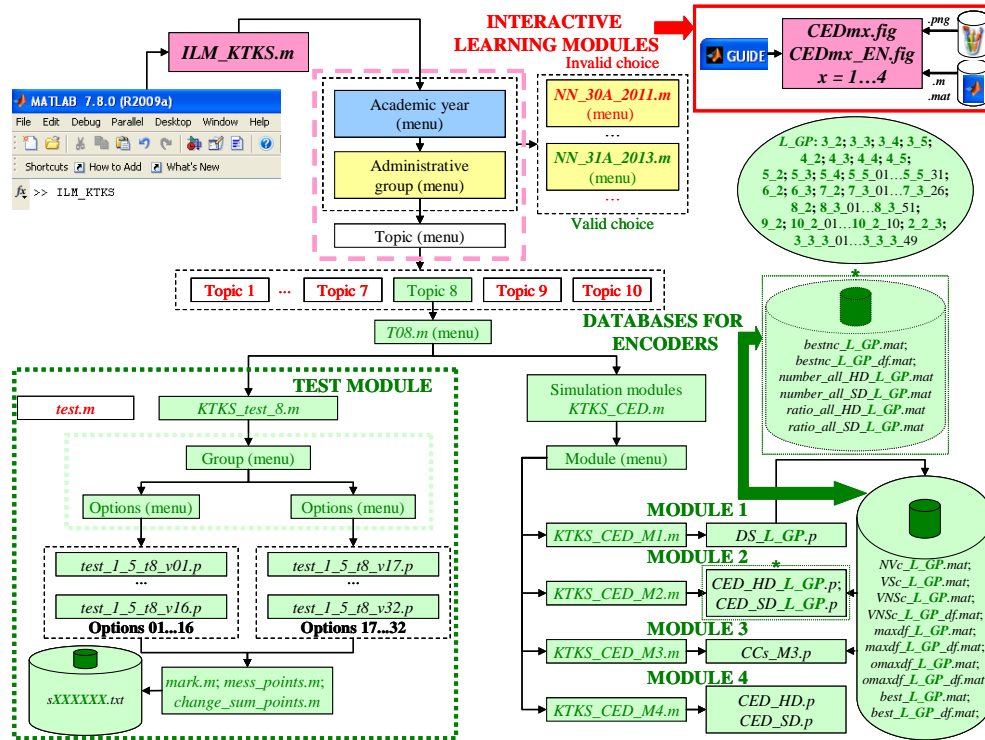 ILM_KTKS.m
INTERACTIVE
LEARNING MODULES
.png
CEDmx.fig
CEDmx_EN.fig
x = 1…4
GUIDE
.m
.mat
MATLAB 7.8.0 (R2009a)
File Edit Debug Parallel Desktop Window Help
Shortcuts How to Add What's New
fx >> ILM_KTKS
Academic year
(menu)
Administrative
group (menu)
Topic (menu)
Invalid choice
NN_30A_2011.m
(menu)
...
NN_31A_2013.m
(menu)
...
Valid choice
L_GP: 3_2; 3_3; 3_4; 3_5;
4_2; 4_3; 4_4; 4_5;
5_2; 5_3; 5_4; 5_5_01…5_5_31;
6_2; 6_3; 7_2; 7_3_01…7_3_26
8_2; 8_3_01…8_3_51;
9_2; 10_2_01…10_2_10; 2_2_3;
3_3_3_01…3_3_3_49
Topic 1 ... Topic 7 Topic 8 Topic 9 Topic 10
T08.m (menu)
DATABASES FOR
ENCODERS
*
bestnc_L_GP.mat;
bestnc_L_GP_df.mat;
number_all_HD_L_GP.mat
number_all_SD_L_GP.mat
ratio_all_HD_L_GP.mat
ratio_all_SD_L_GP.mat
TEST MODULE
test.m
KTKS_test_8.m
Group (menu)
Options (menu) Options (menu)
test_1_5_t8_v01.p
...
test_1_5_t8_v16.p
Options 01...16
test_1_5_t8_v17.p
...
test_1_5_t8_v32.p
Options 17...32
sXXXXXX.txt
mark.m; mess_points.m;
change_sum_points.m
Simulation modules
KTKS_CED.m
Module (menu)
MODULE 1
KTKS_CED_M1.m
DS_L_GP.p
MODULE 2
*
KTKS_CED_M2.m
CED_HD_L_GP.p;
CED_SD_L_GP.p
MODULE 3
KTKS_CED_M3.m
CCs_M3.p
MODULE 4
KTKS_CED_M4.m
CED_HD.p
CED_SD.p
NVc_L_GP.mat;
VSc_L_GP.mat;
VNSc_L_GP.mat;
VNSc_L_GP_df.mat
maxdf_L_GP.mat;
maxdf_L_GP_df.mat;
omaxdf_L_GP.mat;
omaxdf_L_GP_df.mat
best_L_GP.mat;
best_L_GP_df.mat;